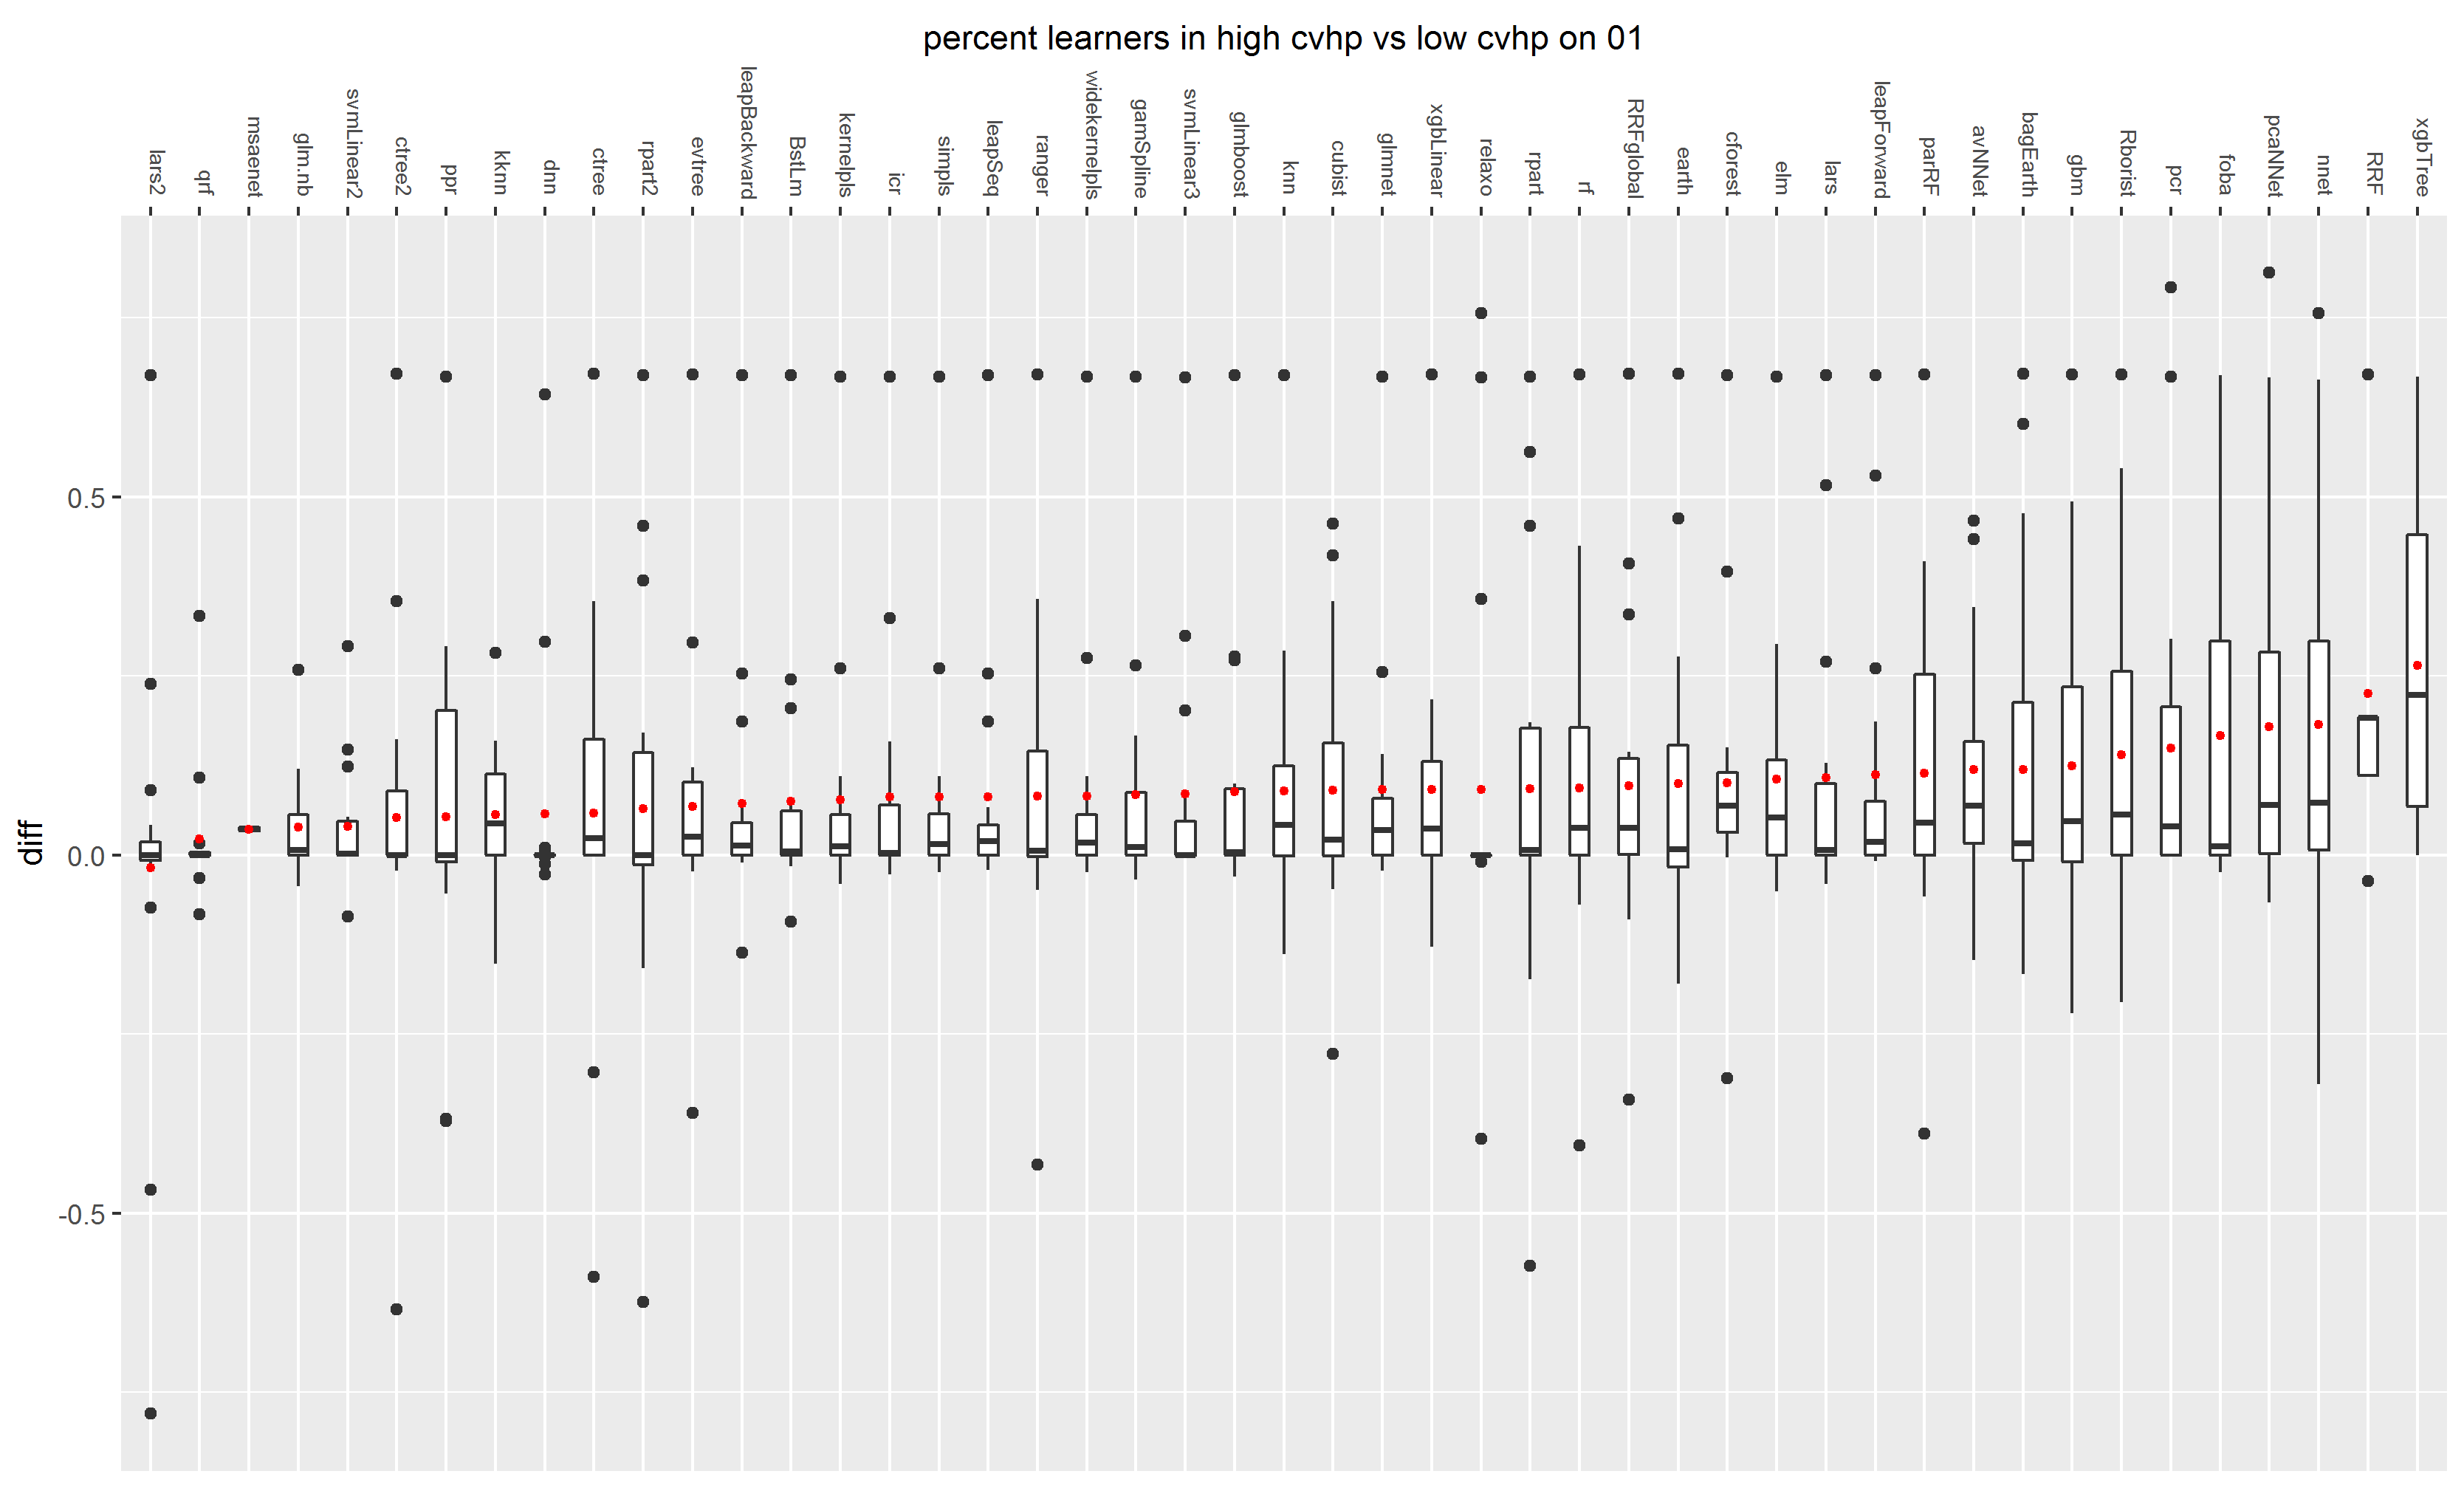 percent learners in high cvhp vs low cvhp on 01
lars2
qrf
msaenet
glm.nb
svmLinear2
ctree2
ppr
kknn
dnn
ctree
rpart2
evtree
leapBackward
BstLm
kernelpls
icr
simpls
leapSeq
ranger
widekernelpls
gamSpline
svmLinear3
glmboost
knn
cubist
glmnet
xgbLinear
relaxo
rpart
rf
RRFglobal
earth
cforest
elm
lars
leapForward
parRF
avNNet
bagEarth
gbm
Rborist
pcr
foba
pcaNNet
nnet
RRF
xgbTree
diff
0.5
0.0
-0.5